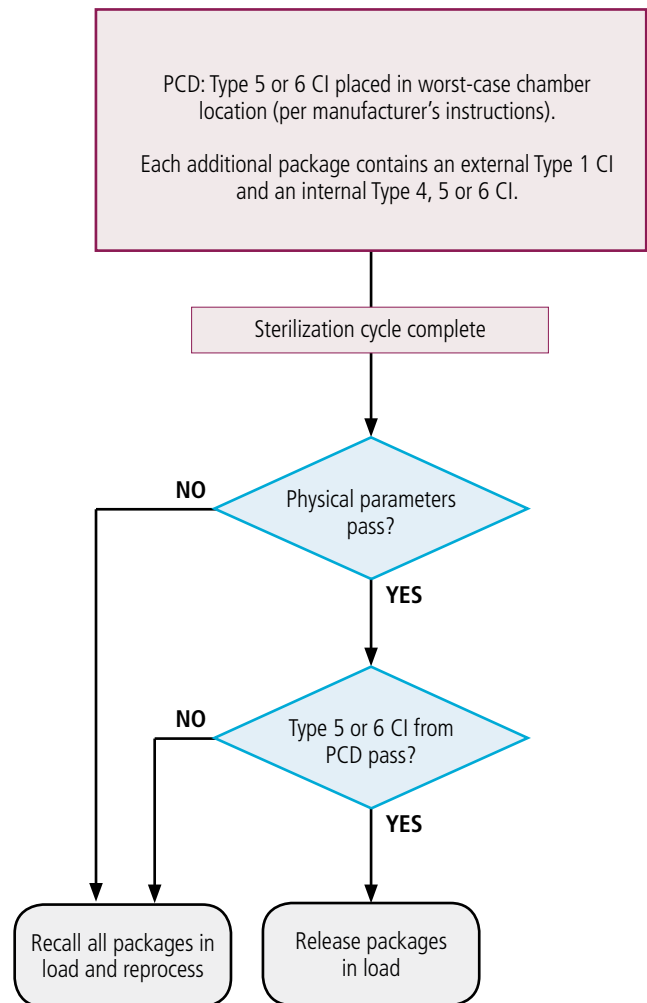 PCD: Type 5 or 6 CI placed in worst-case chamber
location (per manufacturer’s instructions).
Each additional package contains an external Type 1 CI
and an internal Type 4, 5 or 6 CI.
Sterilization cycle complete
NO
Physical parameters
pass?
YES
NO
Type 5 or 6 CI from
PCD pass?
YES
Recall all packages in
load and reprocess
Release packages
in load